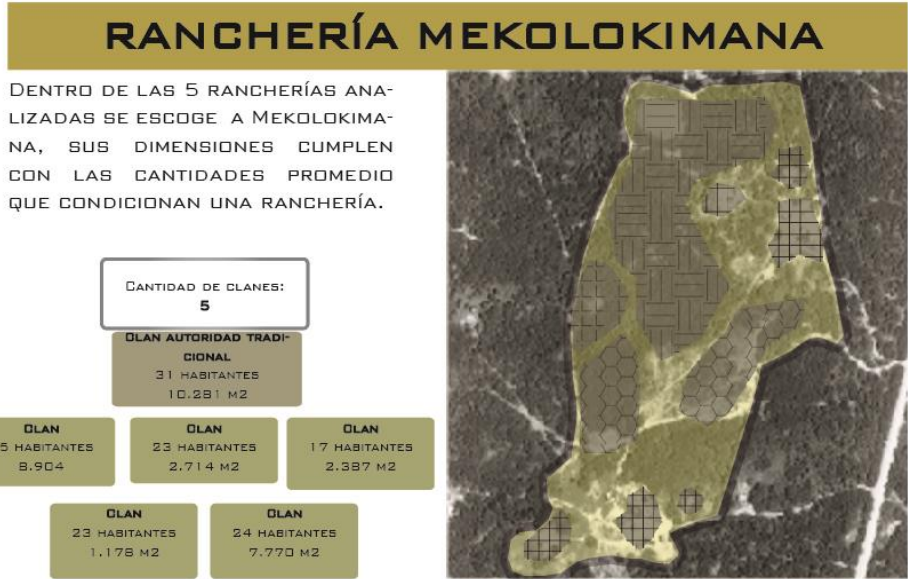 RANCHERÍA MEKOLOKIMANA
DENTRO DE LAS 5 RANCHERÍAS ANA-
LIZADAS SE ESCOGE A MEKOLOKIMA-
NA, SUS DIMENSIONES CUMPLEN
CON LAS CANTIDADES PROMEDIO
QUE CONDICIONAN UNA RANCHERÍA.
CANTIDAD DE CLANES:
5
CLAN AUTORIDAD TRADI-
CIONAL
31 HABITANTES
10.281 M2
CLAN
5 HABITANTES
8.904
CLAN
23 HABITANTES
2.714 M2
CLAN
17 HABITANTES
2.387 M2
CLAN
23 HABITANTES
1.178 M2
CLAN
24 HABITANTES
7.770 M2